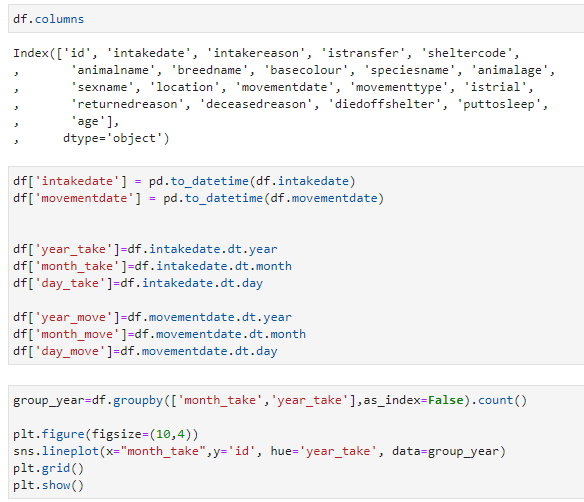 df.columns
Index(['id', 'intakedate', 'intakereason', 'istransfer', 'sheltercode',
,       'animalname', 'breedname', 'basecolour', 'speciesname', 'animalage',
,       'sexname', 'location', 'movementdate', 'movementtype', 'istrial',
,       'returnedreason', 'deceasedreason', 'diedoffshelter', 'puttosleep',
,       'age'],
,      dtype='object')
df['intakedate'] = pd.to_datetime(df.intakedate)
df['movementdate'] = pd.to_datetime(df.movementdate)
df['year_take']=df.intakedate.dt.year
df['month_take']=df.intakedate.dt.month
df['day_take']=df.intakedate.dt.day
df['year_move']=df.movementdate.dt.year
df['month_move']=df.movementdate.dt.month
df['day_move']=df.movementdate.dt.day
group_year=df.groupby(['month_take','year_take'],as_index=False).count()
plt.figure(figsize=(10,4))
sns.lineplot(x="month_take",y='id', hue='year_take', data=group_year)
plt.grid()
plt.show()